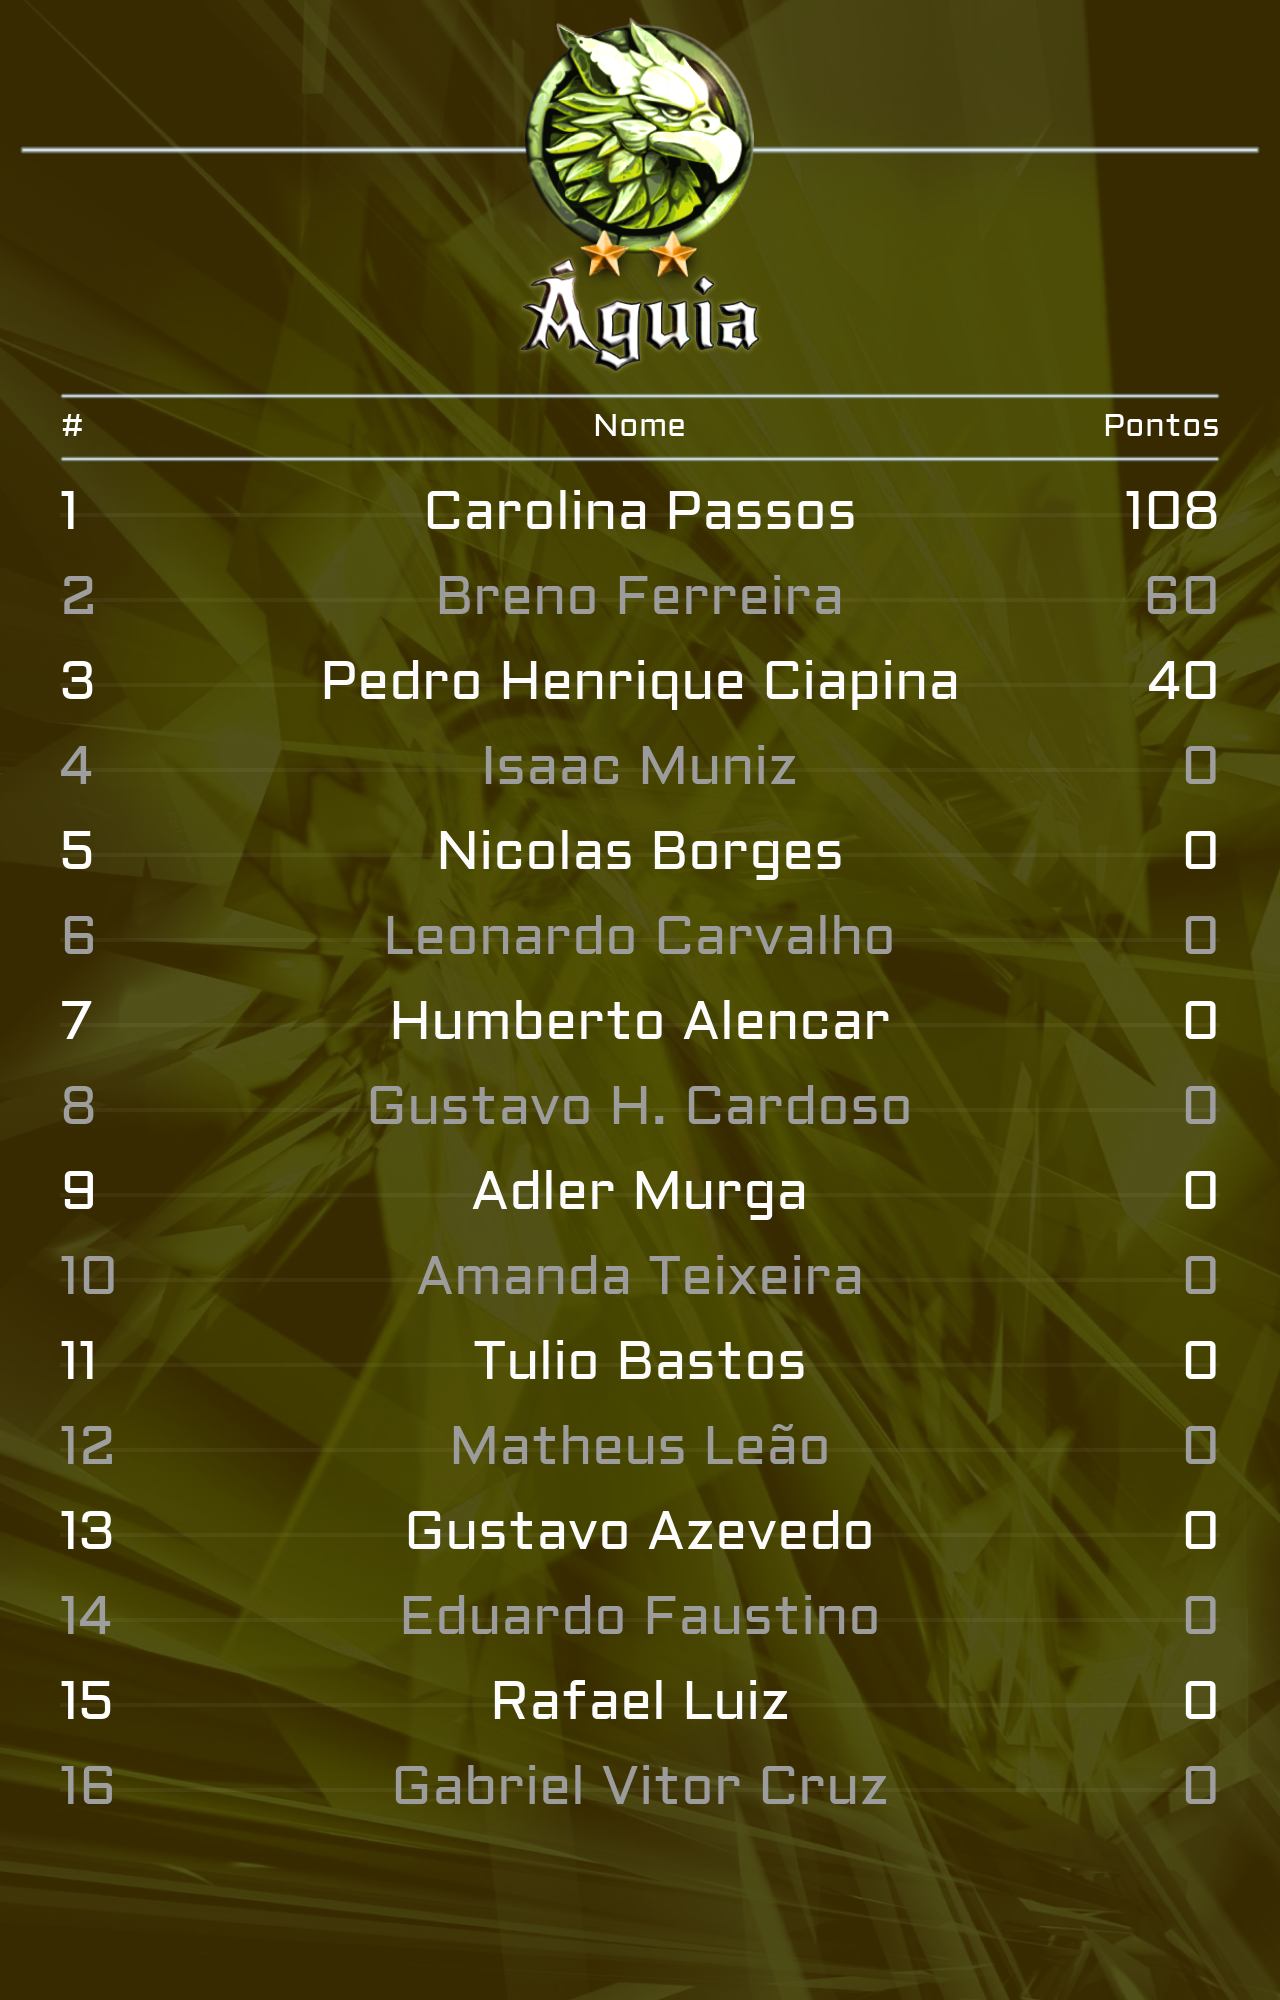 Águia
# Nome Pontos
1 Carolina Passos 108
2 Breno Ferreira 60
3 Pedro Henrique Ciapina 40
4 Isaac Muniz 0
5 Nicolas Borges 0
6 Leonardo Carvalho 0
7 Humberto Alencar 0
8 Gustavo H. Cardoso 0
9 Adler Murga 0
10 Amanda Teixeira 0
11 Tulio Bastos 0
12 Matheus Leão 0
13 Gustavo Azevedo 0
14 Eduardo Faustino 0
15 Rafael Luiz 0
16 Gabriel Vitor Cruz 0